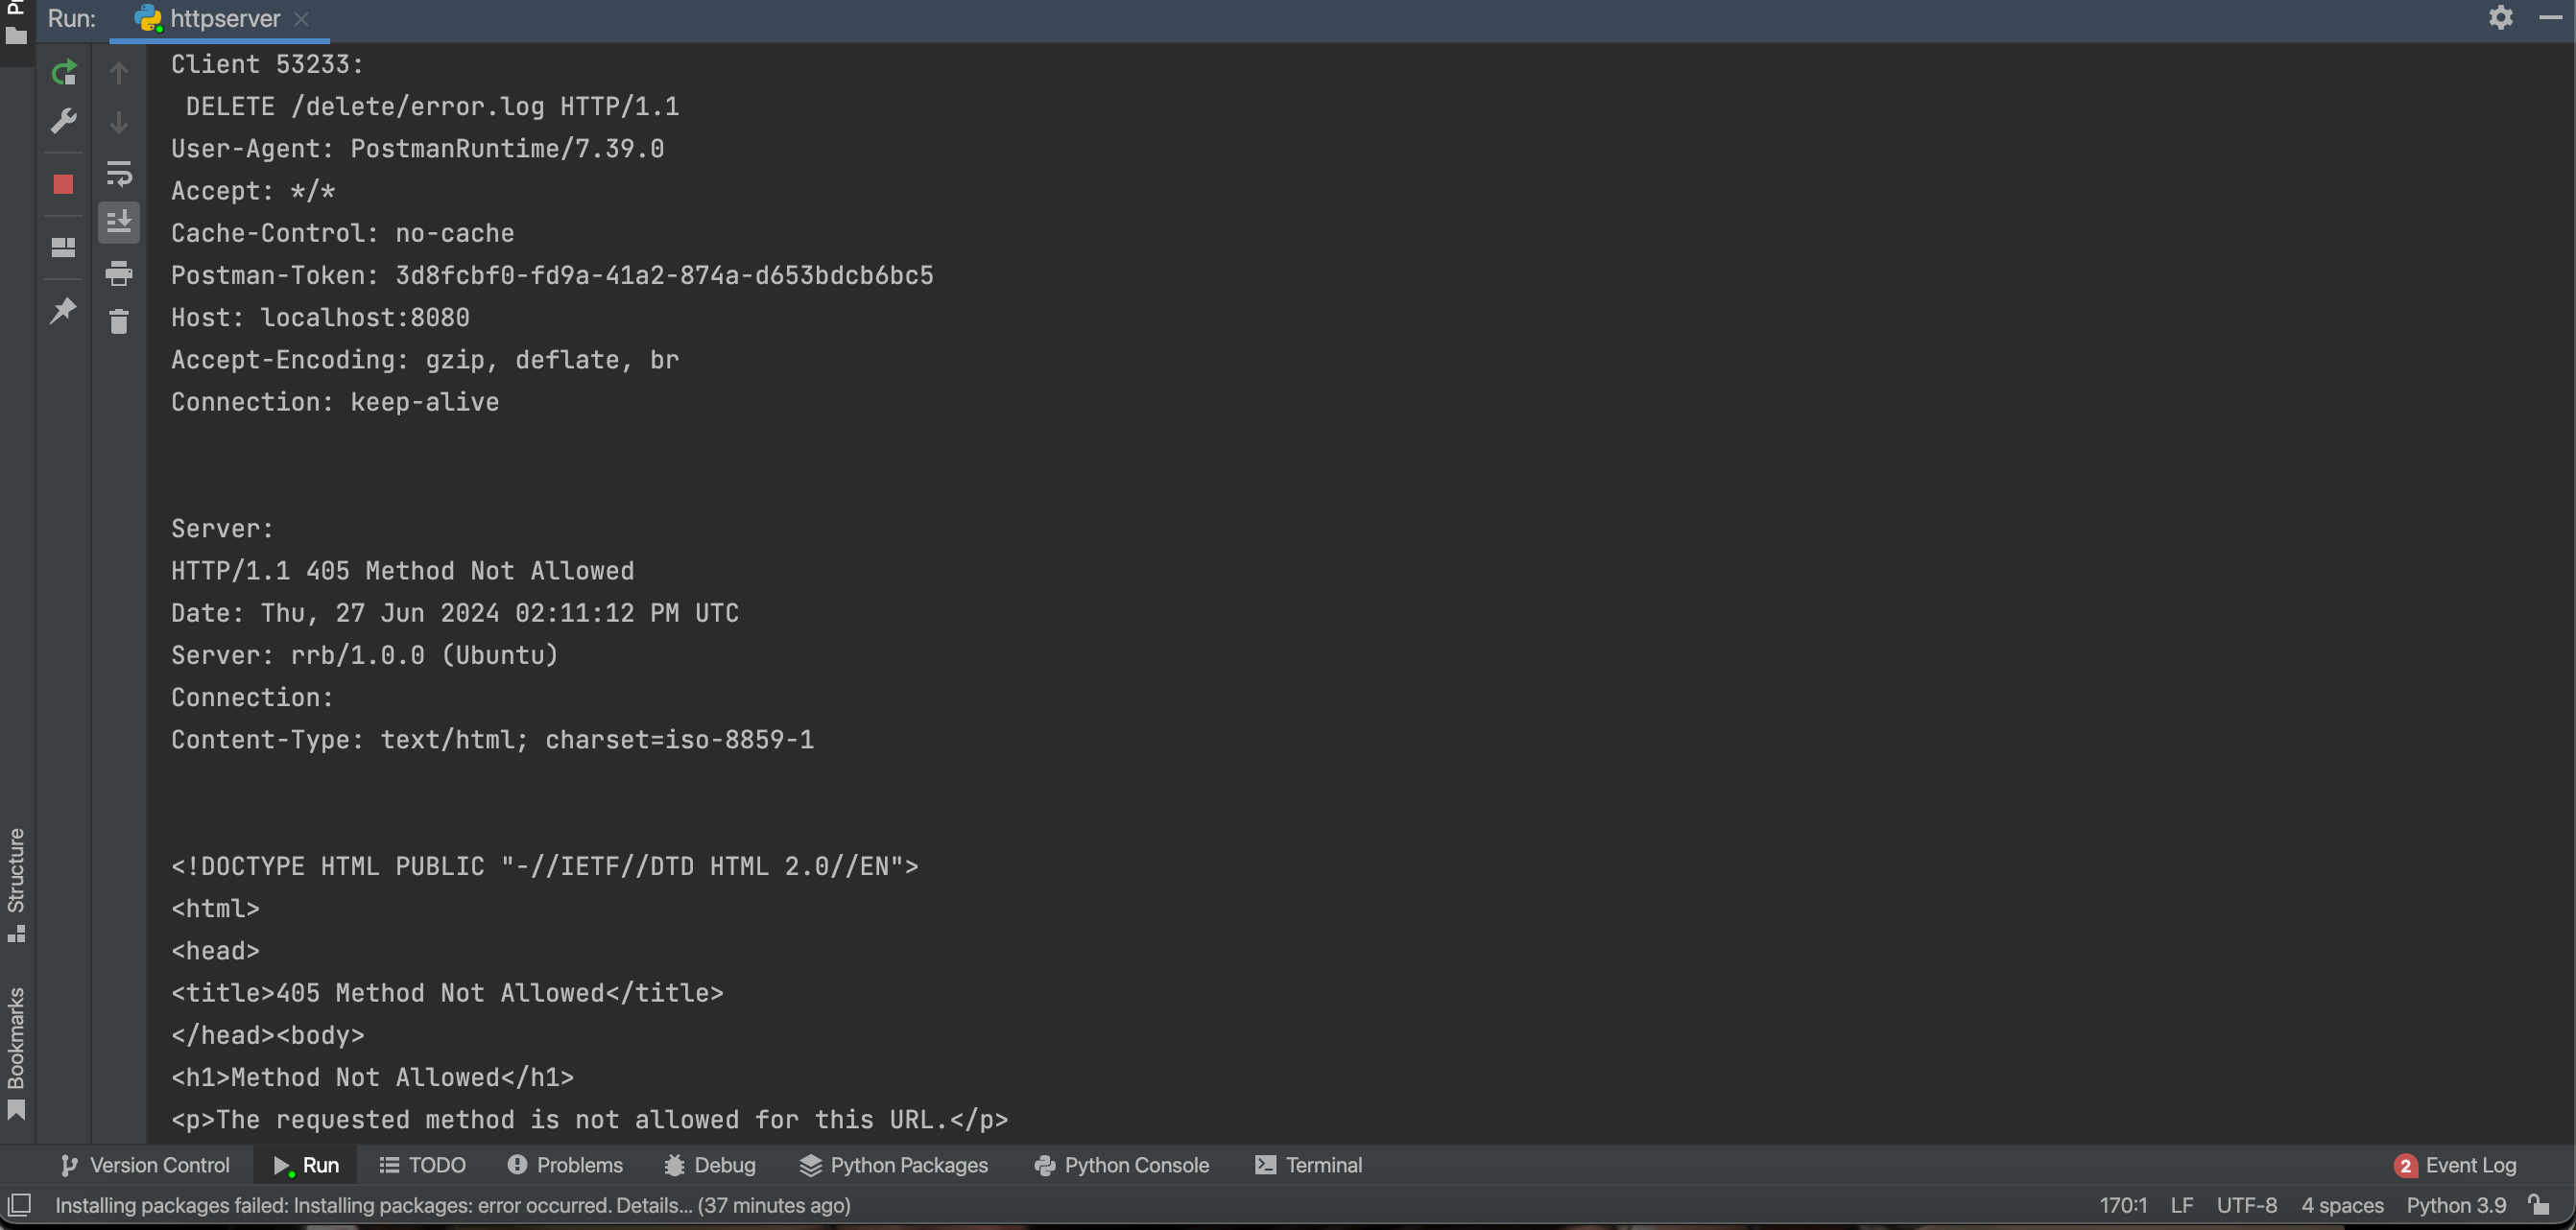 Run: httpserver
Client 53233:
DELETE /delete/error.log HTTP/1.1
User-Agent: PostmanRuntime/7.39.0
Accept: */*
Cache-Control: no-cache
Postman-Token: 3d8fcbf0-fd9a-41a2-874a-d653bdcb6bc5
Host: localhost:8080
Accept-Encoding: gzip, deflate, br
Connection: keep-alive
Server:
HTTP/1.1 405 Method Not Allowed
Date: Thu, 27 Jun 2024 02:11:12 PM UTC
Server: rrb/1.0.0 (Ubuntu)
Connection:
Content-Type: text/html; charset=iso-8859-1
<!DOCTYPE HTML PUBLIC "-//IETF//DTD HTML 2.0//EN">
<html>
<head>
<title>405 Method Not Allowed</title>
</head><body>
<h1>Method Not Allowed</h1>
<p>The requested method is not allowed for this URL.</p>
Structure
Bookmarks
Version Control Run TODO Problems Debug Python Packages Python Console Terminal 2 Event Log
Installing packages failed: Installing packages: error occurred. Details... (37 minutes ago) 170:1 LF UTF-8 4 spaces Python 3.9